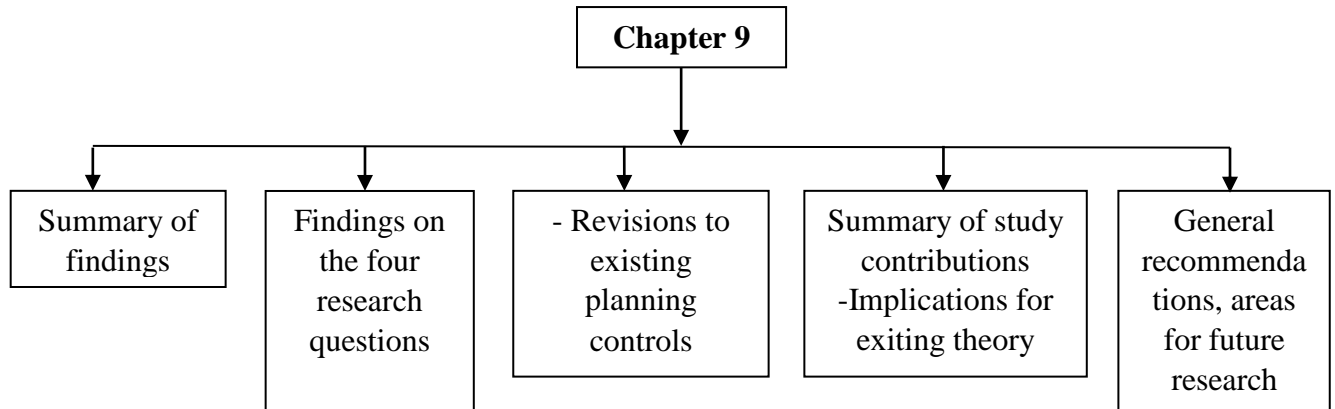 Chapter 9
Summary of
findings
Findings on
the four
research
questions
- Revisions to
existing
planning
controls
Summary of study
contributions
-Implications for
exiting theory
General
recommenda
tions, areas
for future
research